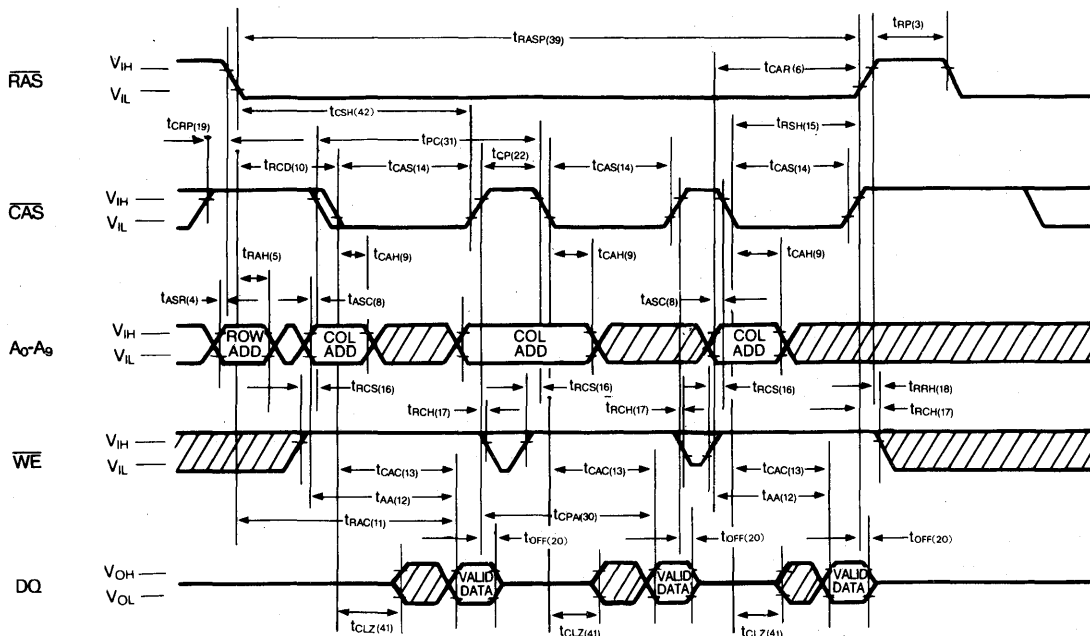 tRASP(39)
tRP(3)
RAS
VIH
VIL
tCAR(6)
tCSH(42)
tRSH(15)
tCRP(19)
tPC(31)
tRCD(10)
tCAS(14)
tCP(22)
tCAS(14)
tCAS(14)
CAS
VIH
VIL
tRAH(5)
tCAH(9)
tCAH(9)
tCAH(9)
tASR(4)
tASC(8)
tASC(8)
A0-A9
VIH
VIL
ROW ADD
COL ADD
COL ADD
COL ADD
tRCS(16)
tRCS(16)
tRCS(16)
tRRH(18)
tRCH(17)
tRCH(17)
tRCH(17)
WE
VIH
VIL
tCAC(13)
tCAC(13)
tCAC(13)
tAA(12)
tAA(12)
tRAC(11)
tCPA(30)
tOFF(20)
tOFF(20)
tOFF(20)
DQ
VOH
VOL
VALID DATA
VALID DATA
VALID DATA
tCLZ(41)
tCLZ(41)
tCLZ(41)